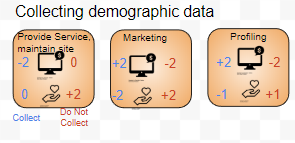 Collecting demographic data
Provide Service,
maintain site
-2 0
0 +2
Collect
Do Not
Collect
Marketing
+2 -2
-2 +2
Profiling
+2 -2
-1 +1